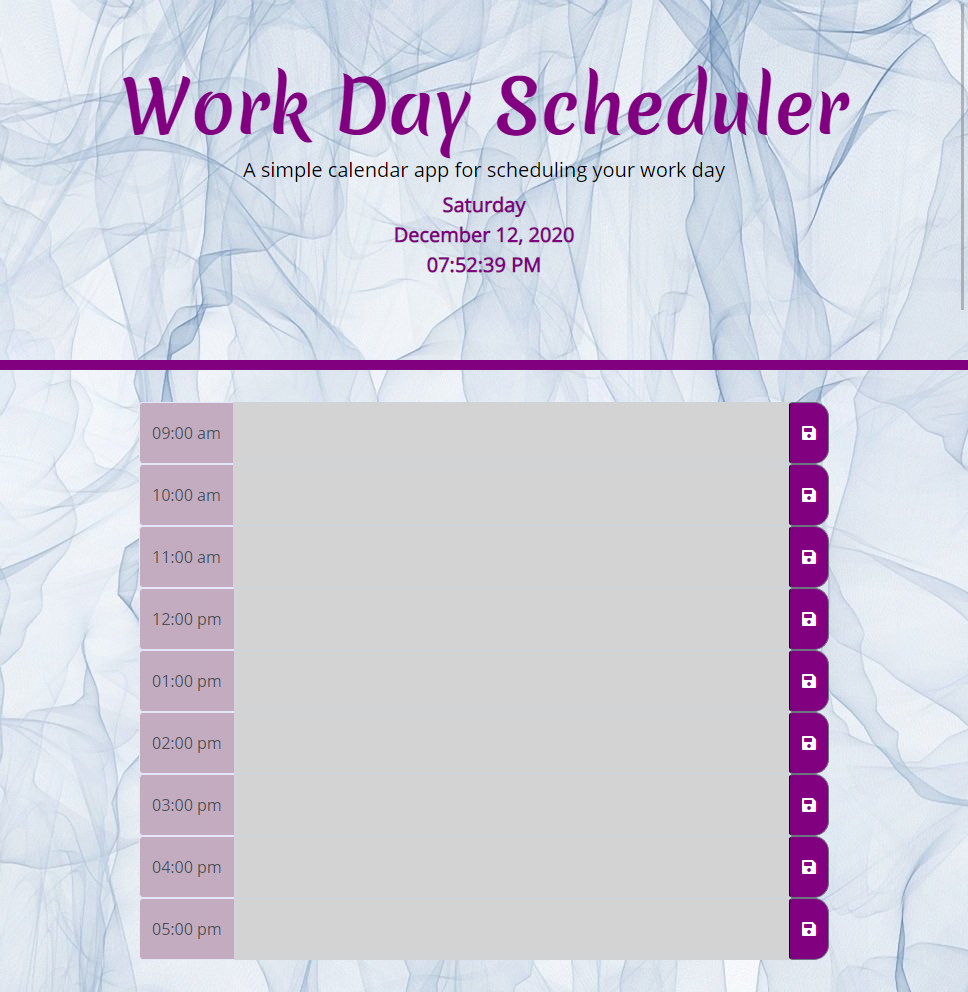 Work Day Scheduler
A simple calendar app for scheduling your work day
Saturday
December 12, 2020
07:52:39 PM
09:00 am
10:00 am
11:00 am
12:00 pm
01:00 pm
02:00 pm
03:00 pm
04:00 pm
05:00 pm